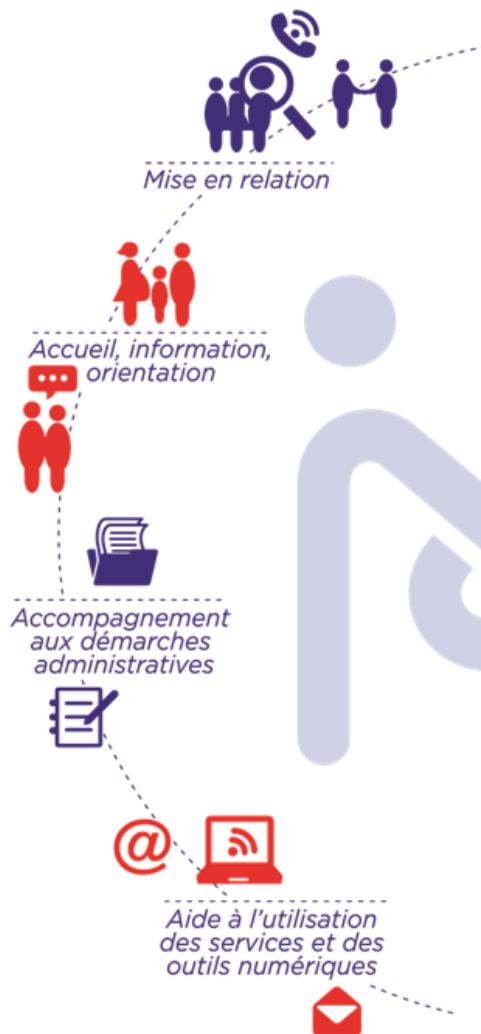 Mise en relation
Accueil, information,
orientation
Accompagnement
aux démarches
administratives
@
Aide à l'utilisation
des services et des
outils numériques